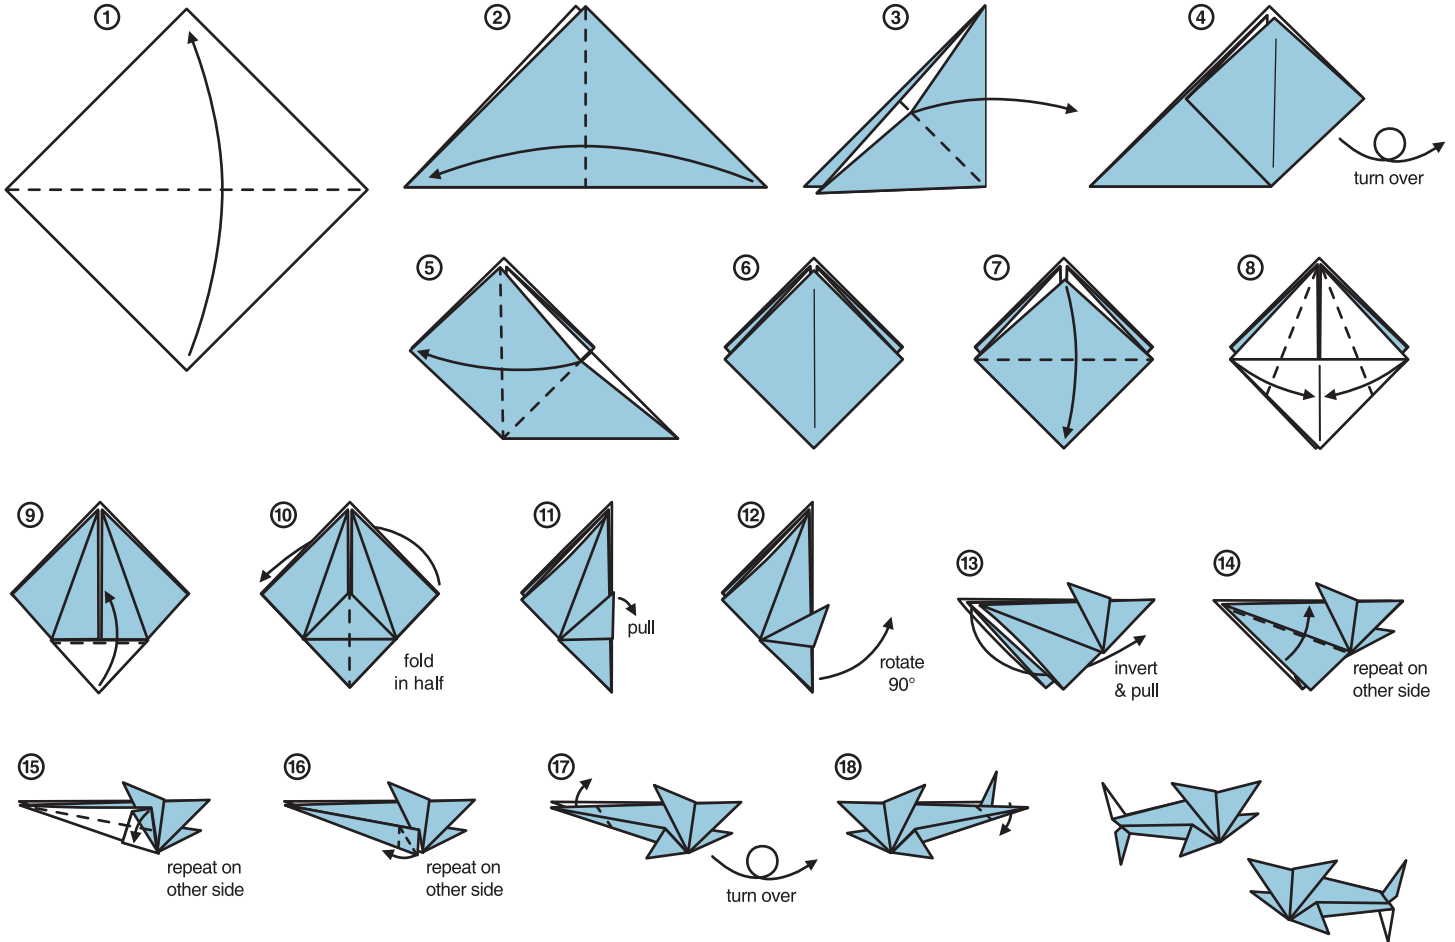 1
2
3
4
turn over
5
6
7
8
9
10
fold
in half
11
pull
12
rotate
90°
13
invert
& pull
14
repeat on
other side
15
repeat on
other side
16
repeat on
other side
17
turn over
18